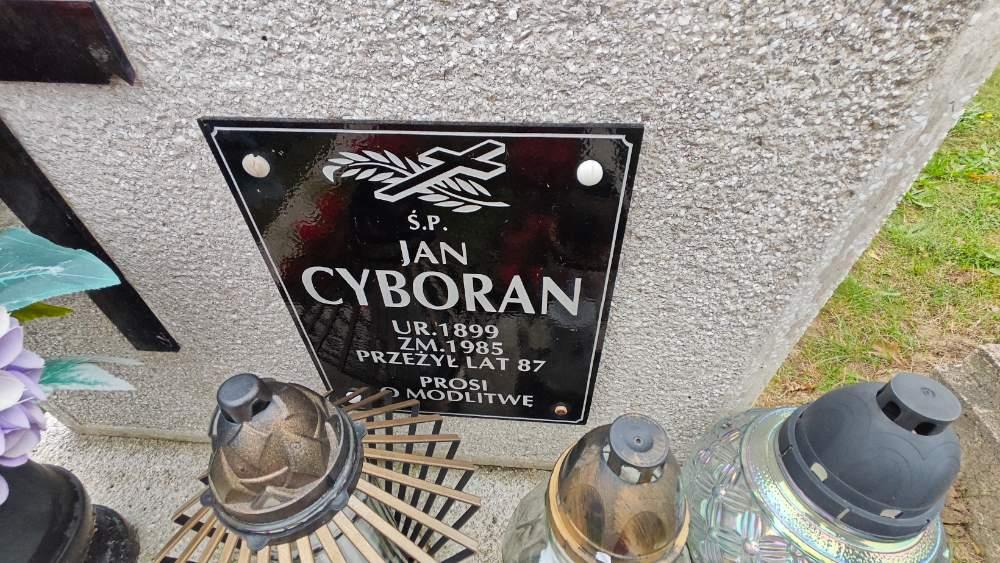 Ś.P.
JAN
CYBORAN
UR.1899
ZM.1985
PRZEŻYŁ LAT 87
PROSI
O MODLITWĘ